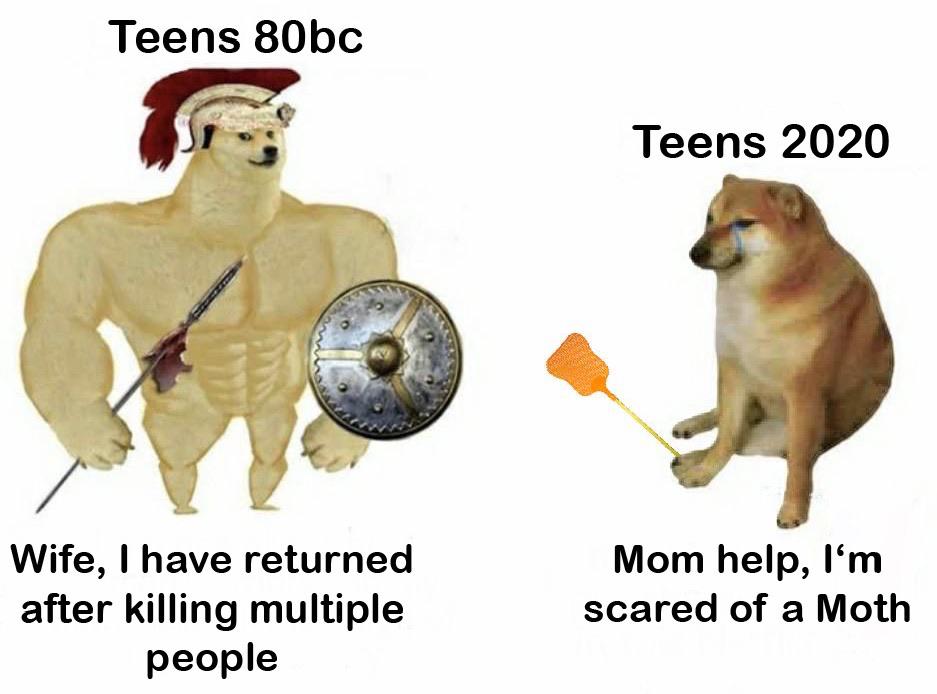 Teens 80bc
Teens 2020
Wife, I have returned
after killing multiple
people
Mom help, I‘m
scared of a Moth